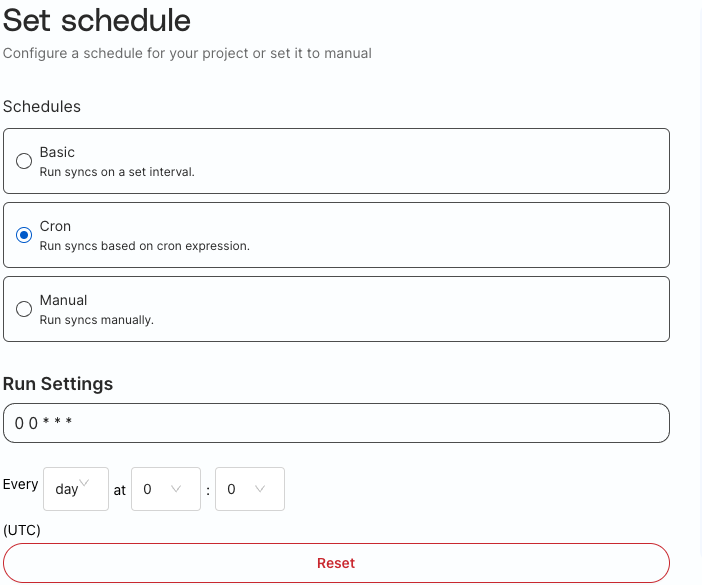 Set schedule
Configure a schedule for your project or set it to manual
Schedules
Basic
Run syncs on a set interval.
Cron
Run syncs based on cron expression.
Manual
Run syncs manually.
Run Settings
0 0 * * *
Every day at 0 : 0
(UTC)
Reset